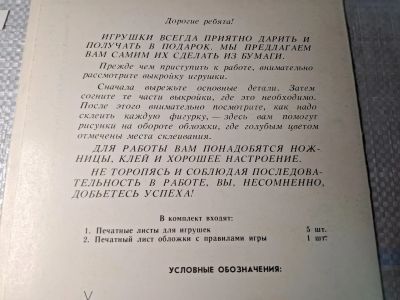 Дорогие ребята!
ИГРУШКИ ВСЕГДА ПРИЯТНО ДАРИТЬ И
ПОЛУЧАТЬ В ПОДАРОК. МЫ ПРЕДЛАГАЕМ
ВАМ САМИМ ИХ СДЕЛАТЬ ИЗ БУМАГИ.
Прежде чем приступить к работе, внимательно
рассмотрите выкройку игрушки.
Сначала вырежьте основные детали. Затем
согните те части выкройки, где это необходимо.
После этого внимательно посмотрите, как надо
склеить каждую фигурку, — здесь вам помогут
рисунки на обороте обложки, где голубым цветом
отмечены места склеивания.
ДЛЯ РАБОТЫ ВАМ ПОНАДОБЯТСЯ НОЖ-
НИЦЫ, КЛЕЙ И ХОРОШЕЕ НАСТРОЕНИЕ.
НЕ ТОРОПЯСЬ И СОБЛЮДАЯ ПОСЛЕДОВА-
ТЕЛЬНОСТЬ В РАБОТЕ, ВЫ, НЕСОМНЕННО,
ДОБЬЕТЕСЬ УСПЕХА!
В комплект входят:
1. Печатные листы для игрушек 5 шт.
2. Печатный лист обложки с правилами игры 1 шт.
УСЛОВНЫЕ ОБОЗНАЧЕНИЯ: